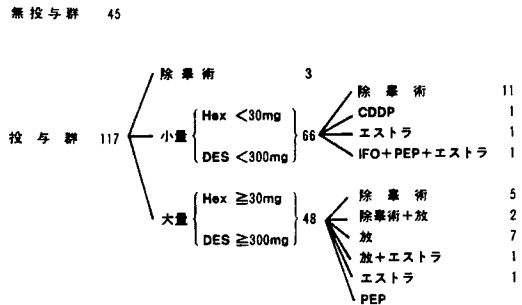 無投与群 45
除睾術 3
除睾術 11
Hex <30mg
CDDP 1
投与群 117
小量
66
エストラ 1
DES <300mg
IFO+PEP+エストラ 1
Hex ≧30mg
除睾術 5
除睾術+放 2
大量
48
放 7
DES ≧300mg
放+エストラ 1
エストラ 1
PEP